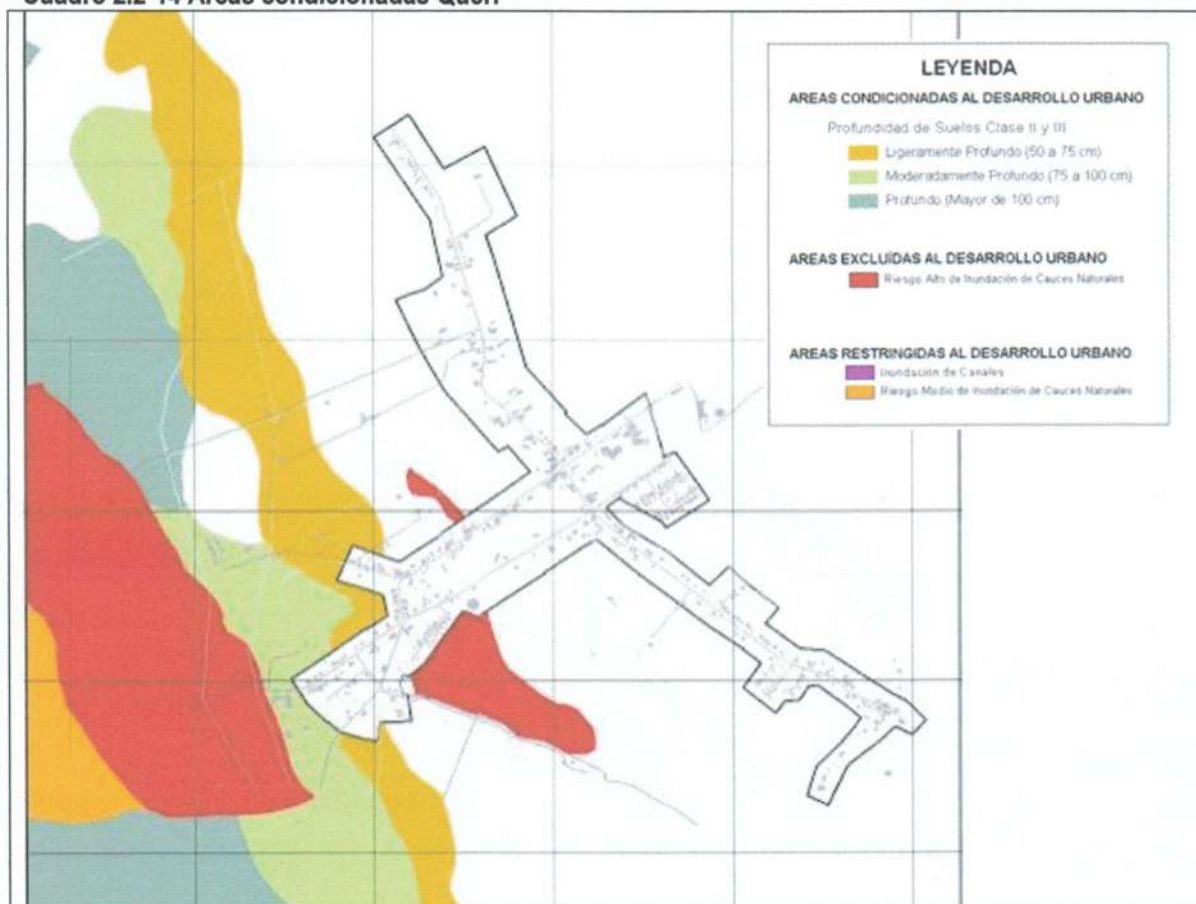 Cuadro 2.2-14 Areas condicionadas Queri
LEYENDA
AREAS CONDICIONADAS AL DESARROLLO URBANO
Profundidad de Suelos Clase II y III
Ligeramente Profundo (50 a 75 cm)
Moderadamente Profundo (75 a 100 cm)
Profundo (Mayor de 100 cm)
AREAS EXCLUÍDAS AL DESARROLLO URBANO
Riesgo Alto de Inundación de Cauces Naturales
AREAS RESTRINGIDAS AL DESARROLLO URBANO
Inundación de Canales
Riesgo Medio de Inundación de Cauces Naturales